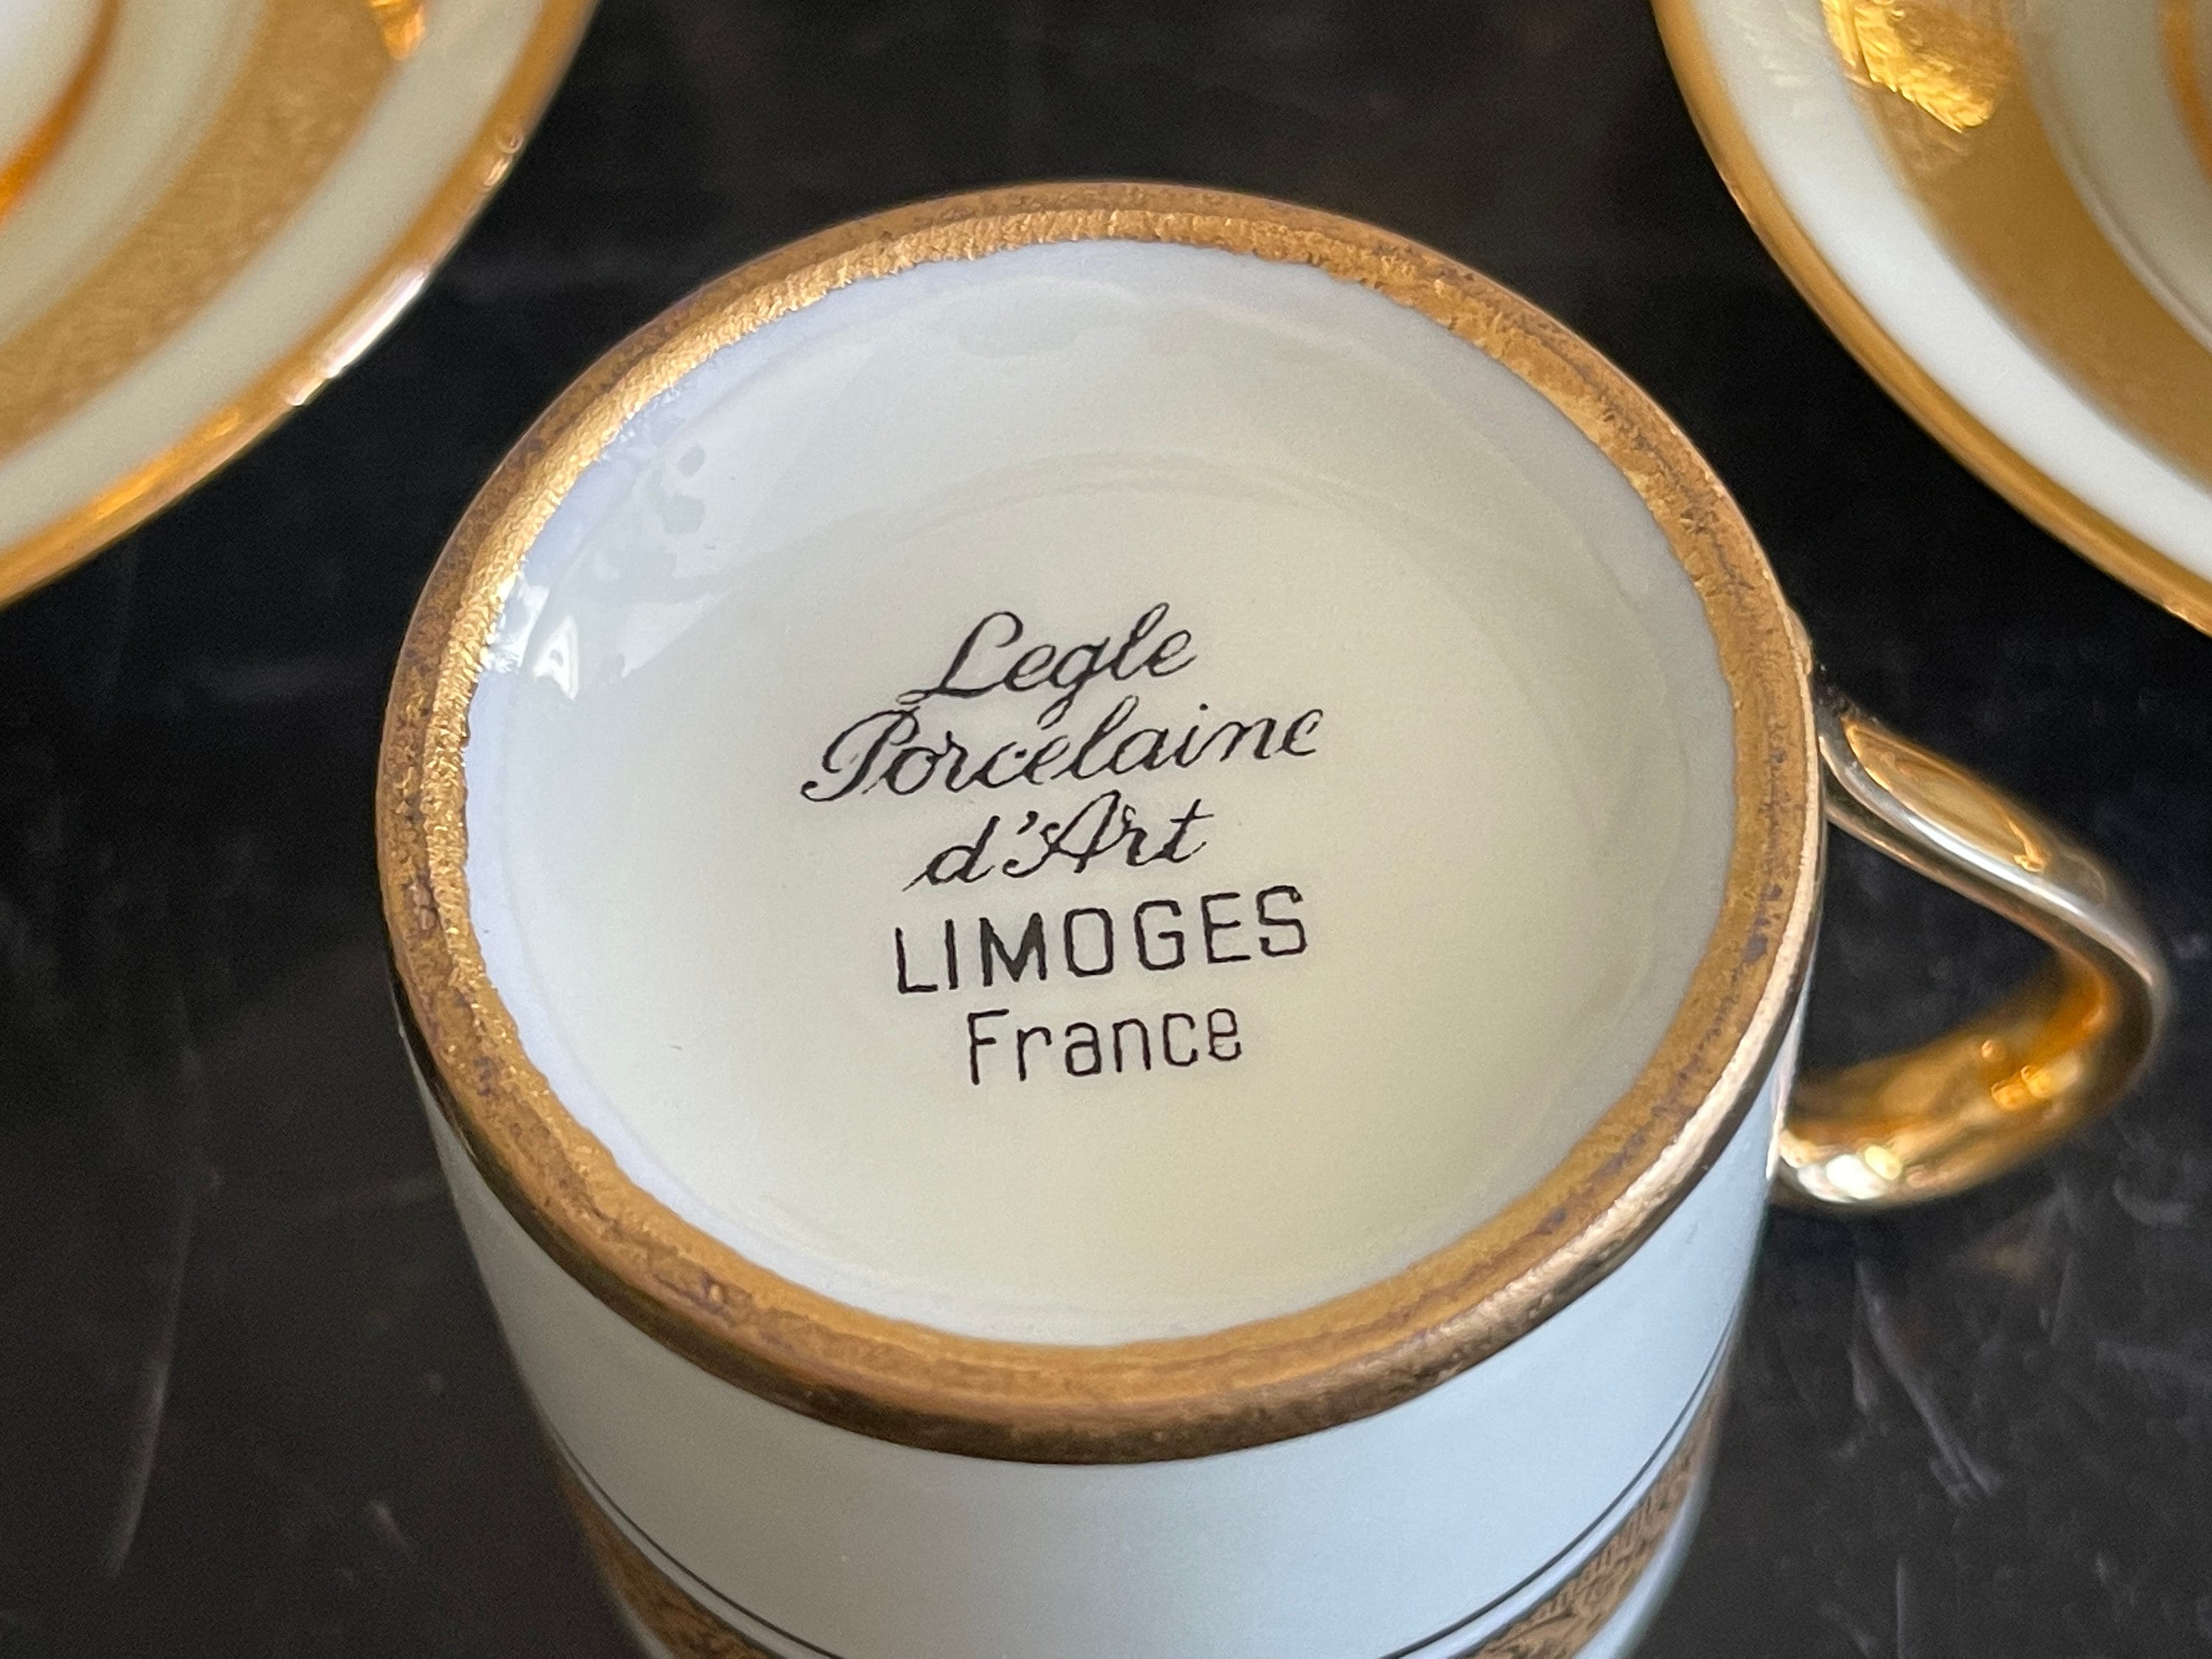 Legle
Porcelaine
d'Art
LIMOGES
France